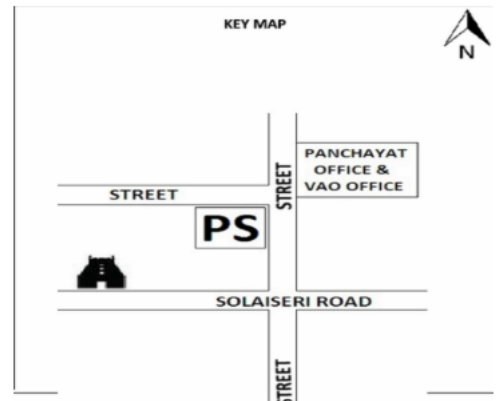 KEY MAP
N
PANCHAYAT
OFFICE &
VAO OFFICE
STREET
STREET
PS
SOLAISERI ROAD
STREET